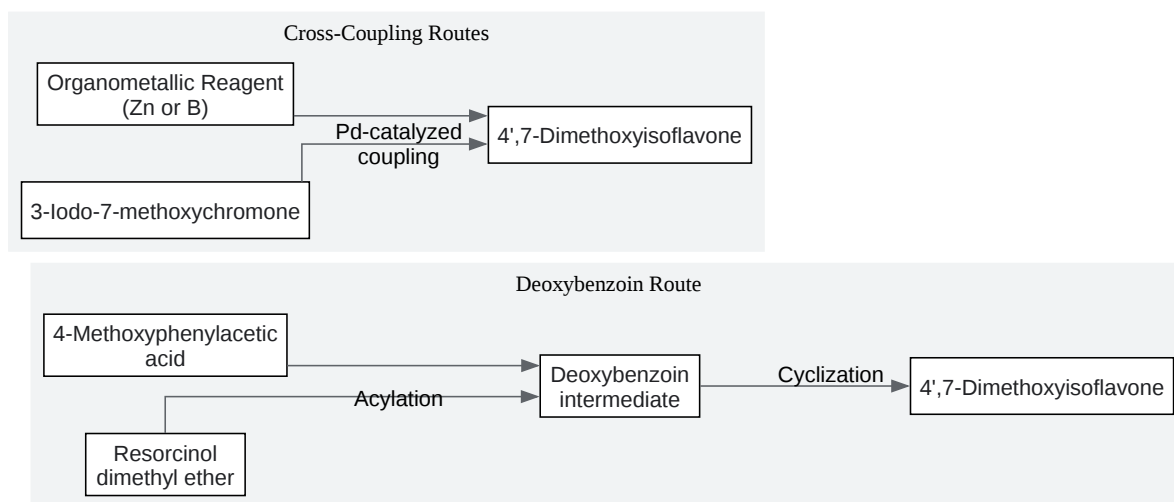 Cross-Coupling Routes
Organometallic Reagent
(Zn or B)
Pd-catalyzed
coupling
4',7-Dimethoxyisoflavone
3-Iodo-7-methoxychromone
Deoxybenzoin Route
4-Methoxyphenylacetic
acid
Acylation
Resorcinol
dimethyl ether
Deoxybenzoin
intermediate
Cyclization
4',7-Dimethoxyisoflavone